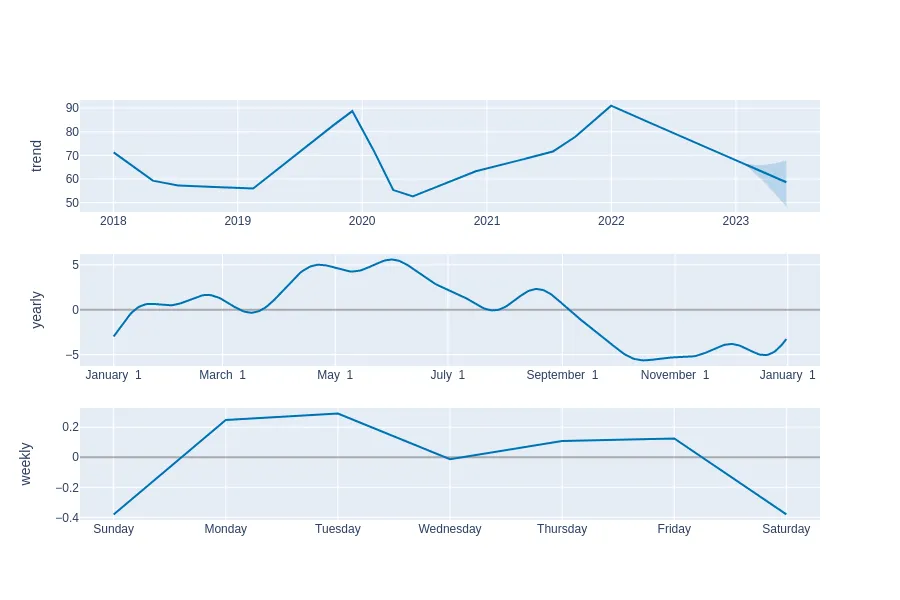 trend
90
80
70
60
50
2018 2019 2020 2021 2022 2023
yearly
5
0
−5
January 1 March 1 May 1 July 1 September 1 November 1 January 1
weekly
0.2
0
−0.2
−0.4
Sunday Monday Tuesday Wednesday Thursday Friday Saturday